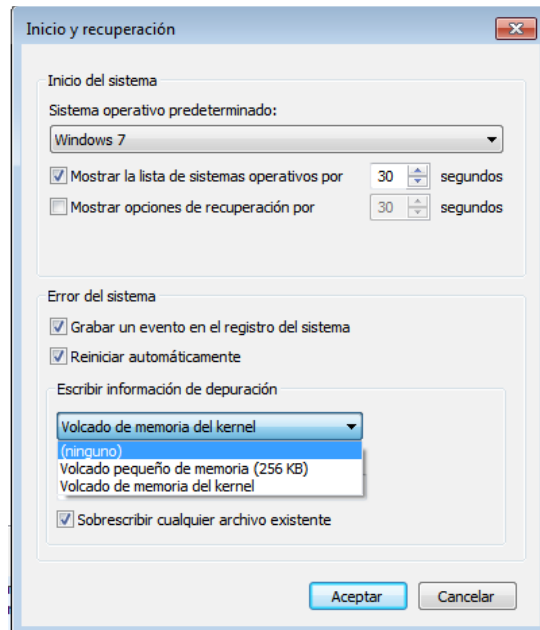 Inicio y recuperación
Inicio del sistema
Sistema operativo predeterminado:
Windows 7
Mostrar la lista de sistemas operativos por 30 segundos
Mostrar opciones de recuperación por 30 segundos
Error del sistema
Grabar un evento en el registro del sistema
Reiniciar automáticamente
Escribir información de depuración
Volcado de memoria del kernel
(ninguno)
Volcado pequeño de memoria (256 KB)
Volcado de memoria del kernel
Sobrescribir cualquier archivo existente
Aceptar Cancelar